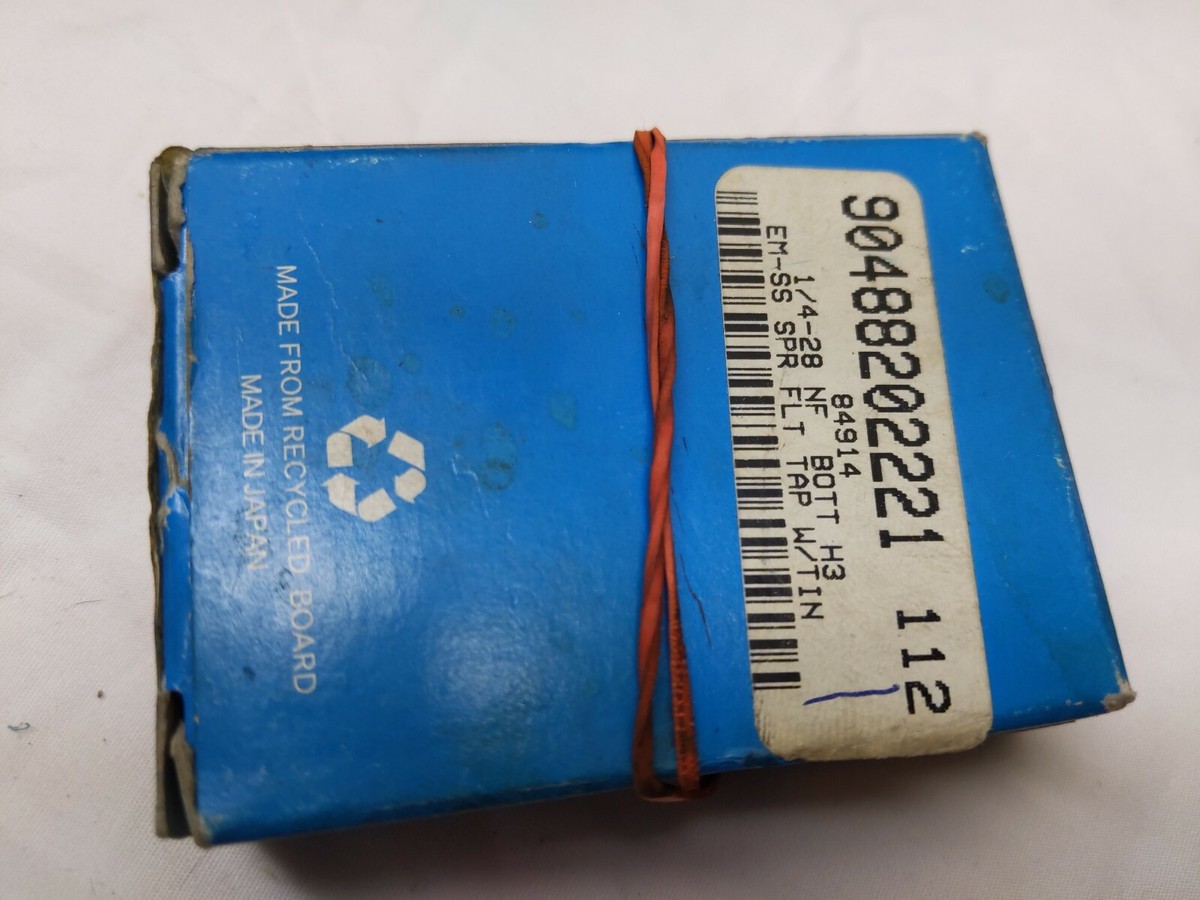 90488202221 112
84914
1/4-28 NF BOTT H3
EM-SS SPR FLT TAP W/TIN
MADE FROM RECYCLED BOARD
MADE IN JAPAN